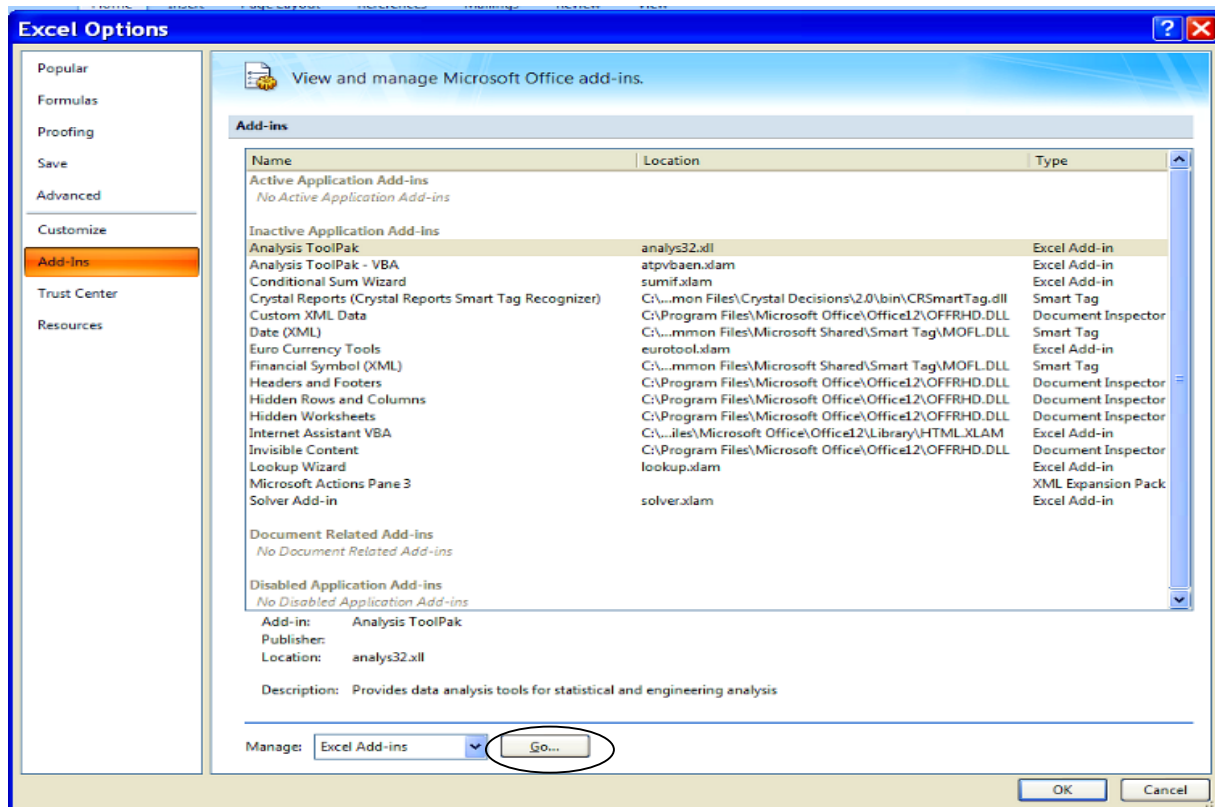 Home Insert Page Layout References Mailings Review View
Excel Options
Popular
Formulas
Proofing
Save
Advanced
Customize
Add-Ins
Trust Center
Resources
View and manage Microsoft Office add-ins.
Add-ins
Name Location Type
Active Application Add-ins
No Active Application Add-ins
Inactive Application Add-ins
Analysis ToolPak analys32.xll Excel Add-in
Analysis ToolPak - VBA atpvbaen.xlam Excel Add-in
Conditional Sum Wizard sumif.xlam Excel Add-in
Crystal Reports (Crystal Reports Smart Tag Recognizer) C:\...mon Files\Crystal Decisions\2.0\bin\CRSmartTag.dll Smart Tag
Custom XML Data C:\Program Files\Microsoft Office\Office12\OFFRHD.DLL Document Inspector
Date (XML) C:\...mmon Files\Microsoft Shared\Smart Tag\MOFL.DLL Smart Tag
Euro Currency Tools eurotool.xlam Excel Add-in
Financial Symbol (XML) C:\...mmon Files\Microsoft Shared\Smart Tag\MOFL.DLL Smart Tag
Headers and Footers C:\Program Files\Microsoft Office\Office12\OFFRHD.DLL Document Inspector
Hidden Rows and Columns C:\Program Files\Microsoft Office\Office12\OFFRHD.DLL Document Inspector
Hidden Worksheets C:\Program Files\Microsoft Office\Office12\OFFRHD.DLL Document Inspector
Internet Assistant VBA C:\...iles\Microsoft Office\Office12\Library\HTML.XLAM Excel Add-in
Invisible Content C:\Program Files\Microsoft Office\Office12\OFFRHD.DLL Document Inspector
Lookup Wizard lookup.xlam Excel Add-in
Microsoft Actions Pane 3 XML Expansion Pack
Solver Add-in solver.xlam Excel Add-in
Document Related Add-ins
No Document Related Add-ins
Disabled Application Add-ins
No Disabled Application Add-ins
Add-in: Analysis ToolPak
Publisher:
Location: analys32.xll
Description: Provides data analysis tools for statistical and engineering analysis
Manage: Excel Add-ins Go...
OK Cancel